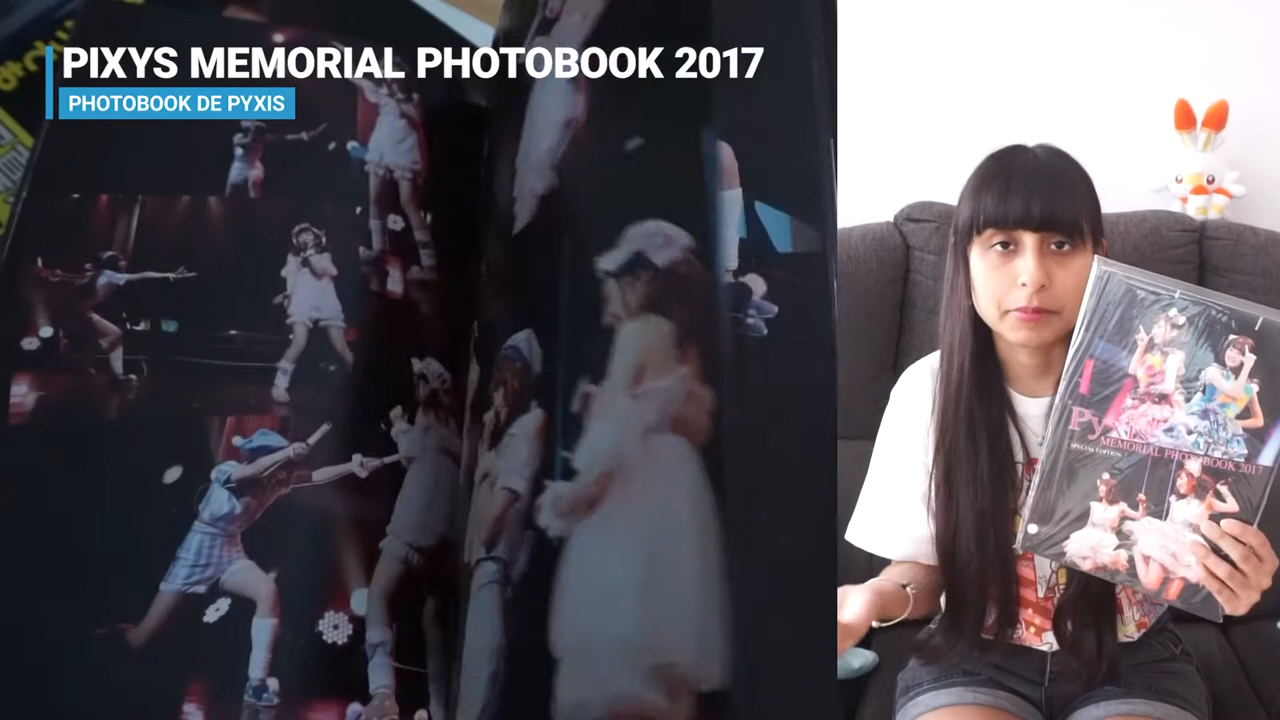 PIXYS MEMORIAL PHOTOBOOK 2017
PHOTOBOOK DE PYXIS
Pyxis
MEMORIAL PHOTOBOOK 2017
SPECIAL EDITION